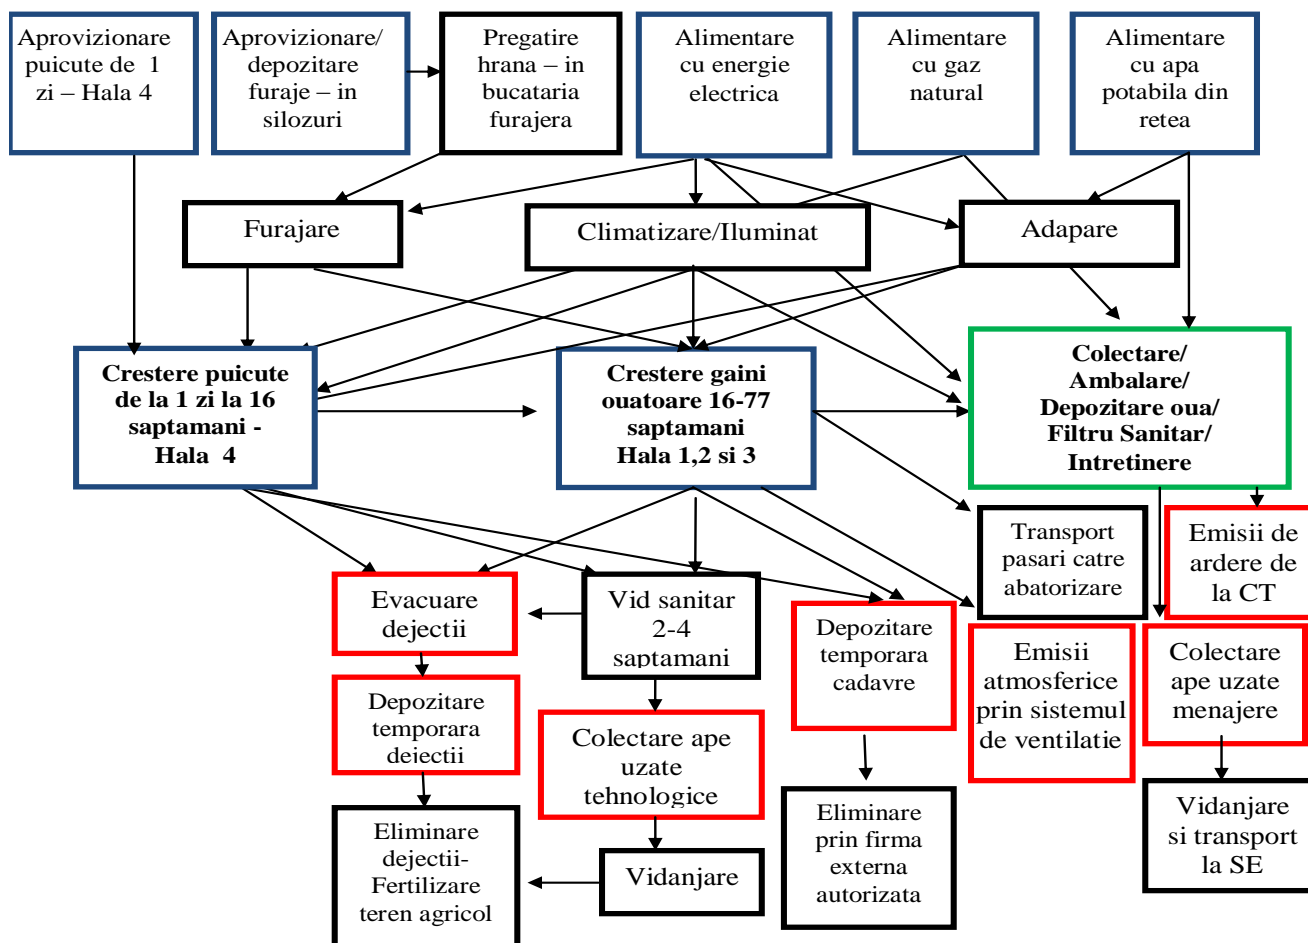 Aprovizionare
puicute de 1
zi – Hala 4
Aprovizionare/
depozitare
furaje – in
silozuri
Pregatire
hrana – in
bucataria
furajera
Alimentare
cu energie
electrica
Alimentare
cu gaz
natural
Alimentare
cu apa
potabila din
retea
Furajare
Climatizare/Iluminat
Adapare
Crestere puicute
de la 1 zi la 16
saptamani -
Hala 4
Crestere gaini
ouatoare 16-77
saptamani
Hala 1,2 si 3
Colectare/
Ambalare/
Depozitare oua/
Filtru Sanitar/
Intretinere
Transport
pasari catre
abatorizare
Emisii de
ardere de
la CT
Evacuare
dejectii
Vid sanitar
2-4
saptamani
Depozitare
temporara
cadavre
Emisii
atmosferice
prin sistemul
de ventilatie
Colectare
ape uzate
menajere
Depozitare
temporara
dejectii
Colectare ape
uzate
tehnologice
Eliminare
prin firma
externa
autorizata
Vidanjare
si transport
la SE
Eliminare
dejectii-
Fertilizare
teren agricol
Vidanjare